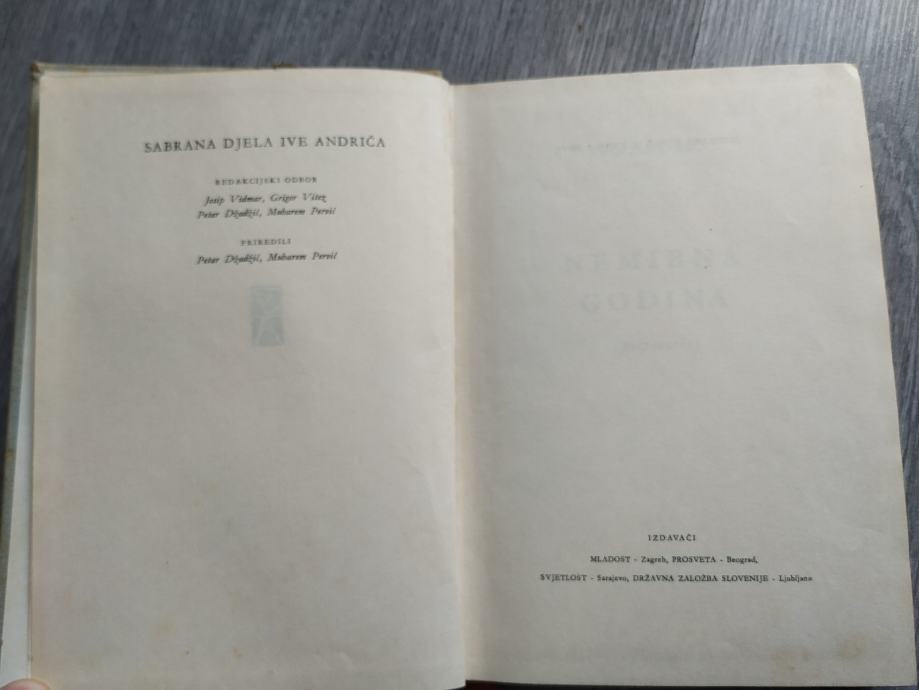 SABRANA DJELA IVE ANDRIĆA
REDAKCIJSKI ODBOR
Josip Vidmar, Grigor Vitez
Petar Džadžić, Muharem Pervić
PRIREDILI
Petar Džadžić, Muharem Pervić
GODINA
IZDAVAČI
MLADOST - Zagreb, PROSVETA - Beograd,
SVJETLOST - Sarajevo, DRŽAVNA ZALOŽBA SLOVENIJE - Ljubljana